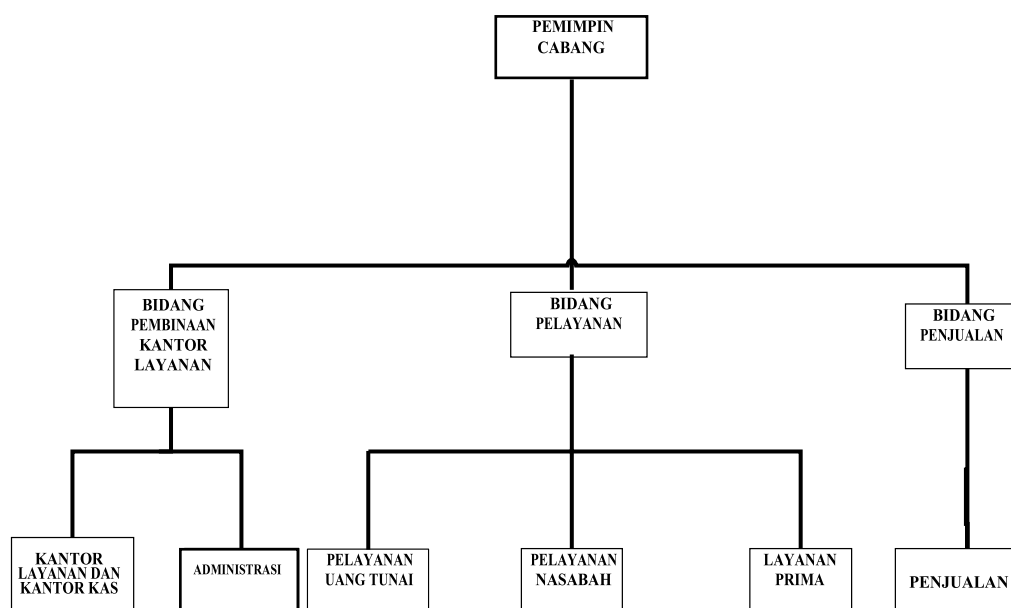 PEMIMPIN
CABANG
BIDANG
PEMBINAAN
KANTOR
LAYANAN
BIDANG
PELAYANAN
BIDANG
PENJUALAN
KANTOR
LAYANAN DAN
KANTOR KAS
ADMINISTRASI
PELAYANAN
UANG TUNAI
PELAYANAN
NASABAH
LAYANAN
PRIMA
PENJUALAN